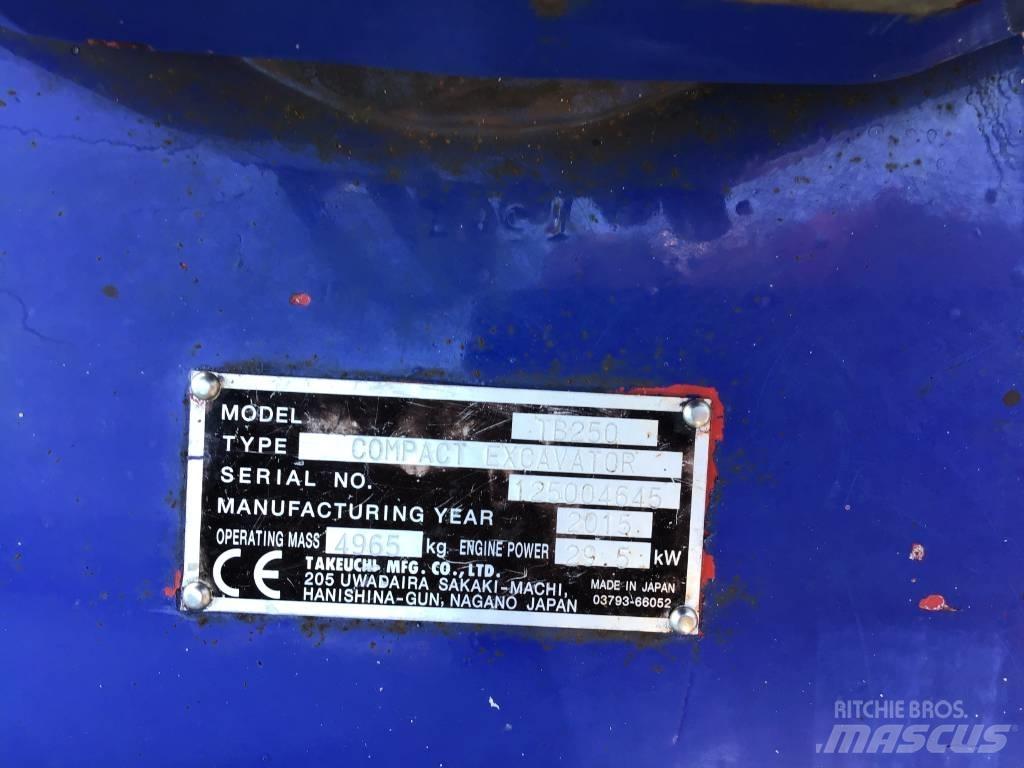 MODEL TB250
TYPE COMPACT EXCAVATOR
SERIAL NO. 125004645
MANUFACTURING YEAR 2015
OPERATING MASS 4965 kg ENGINE POWER 29.5 kW
CE TAKEUCHI MFG. CO., LTD.
205 UWADAIRA SAKAKI-MACHI,
HANISHINA-GUN, NAGANO JAPAN
MADE IN JAPAN
03793-66052
RITCHIE BROS.
MASCUS